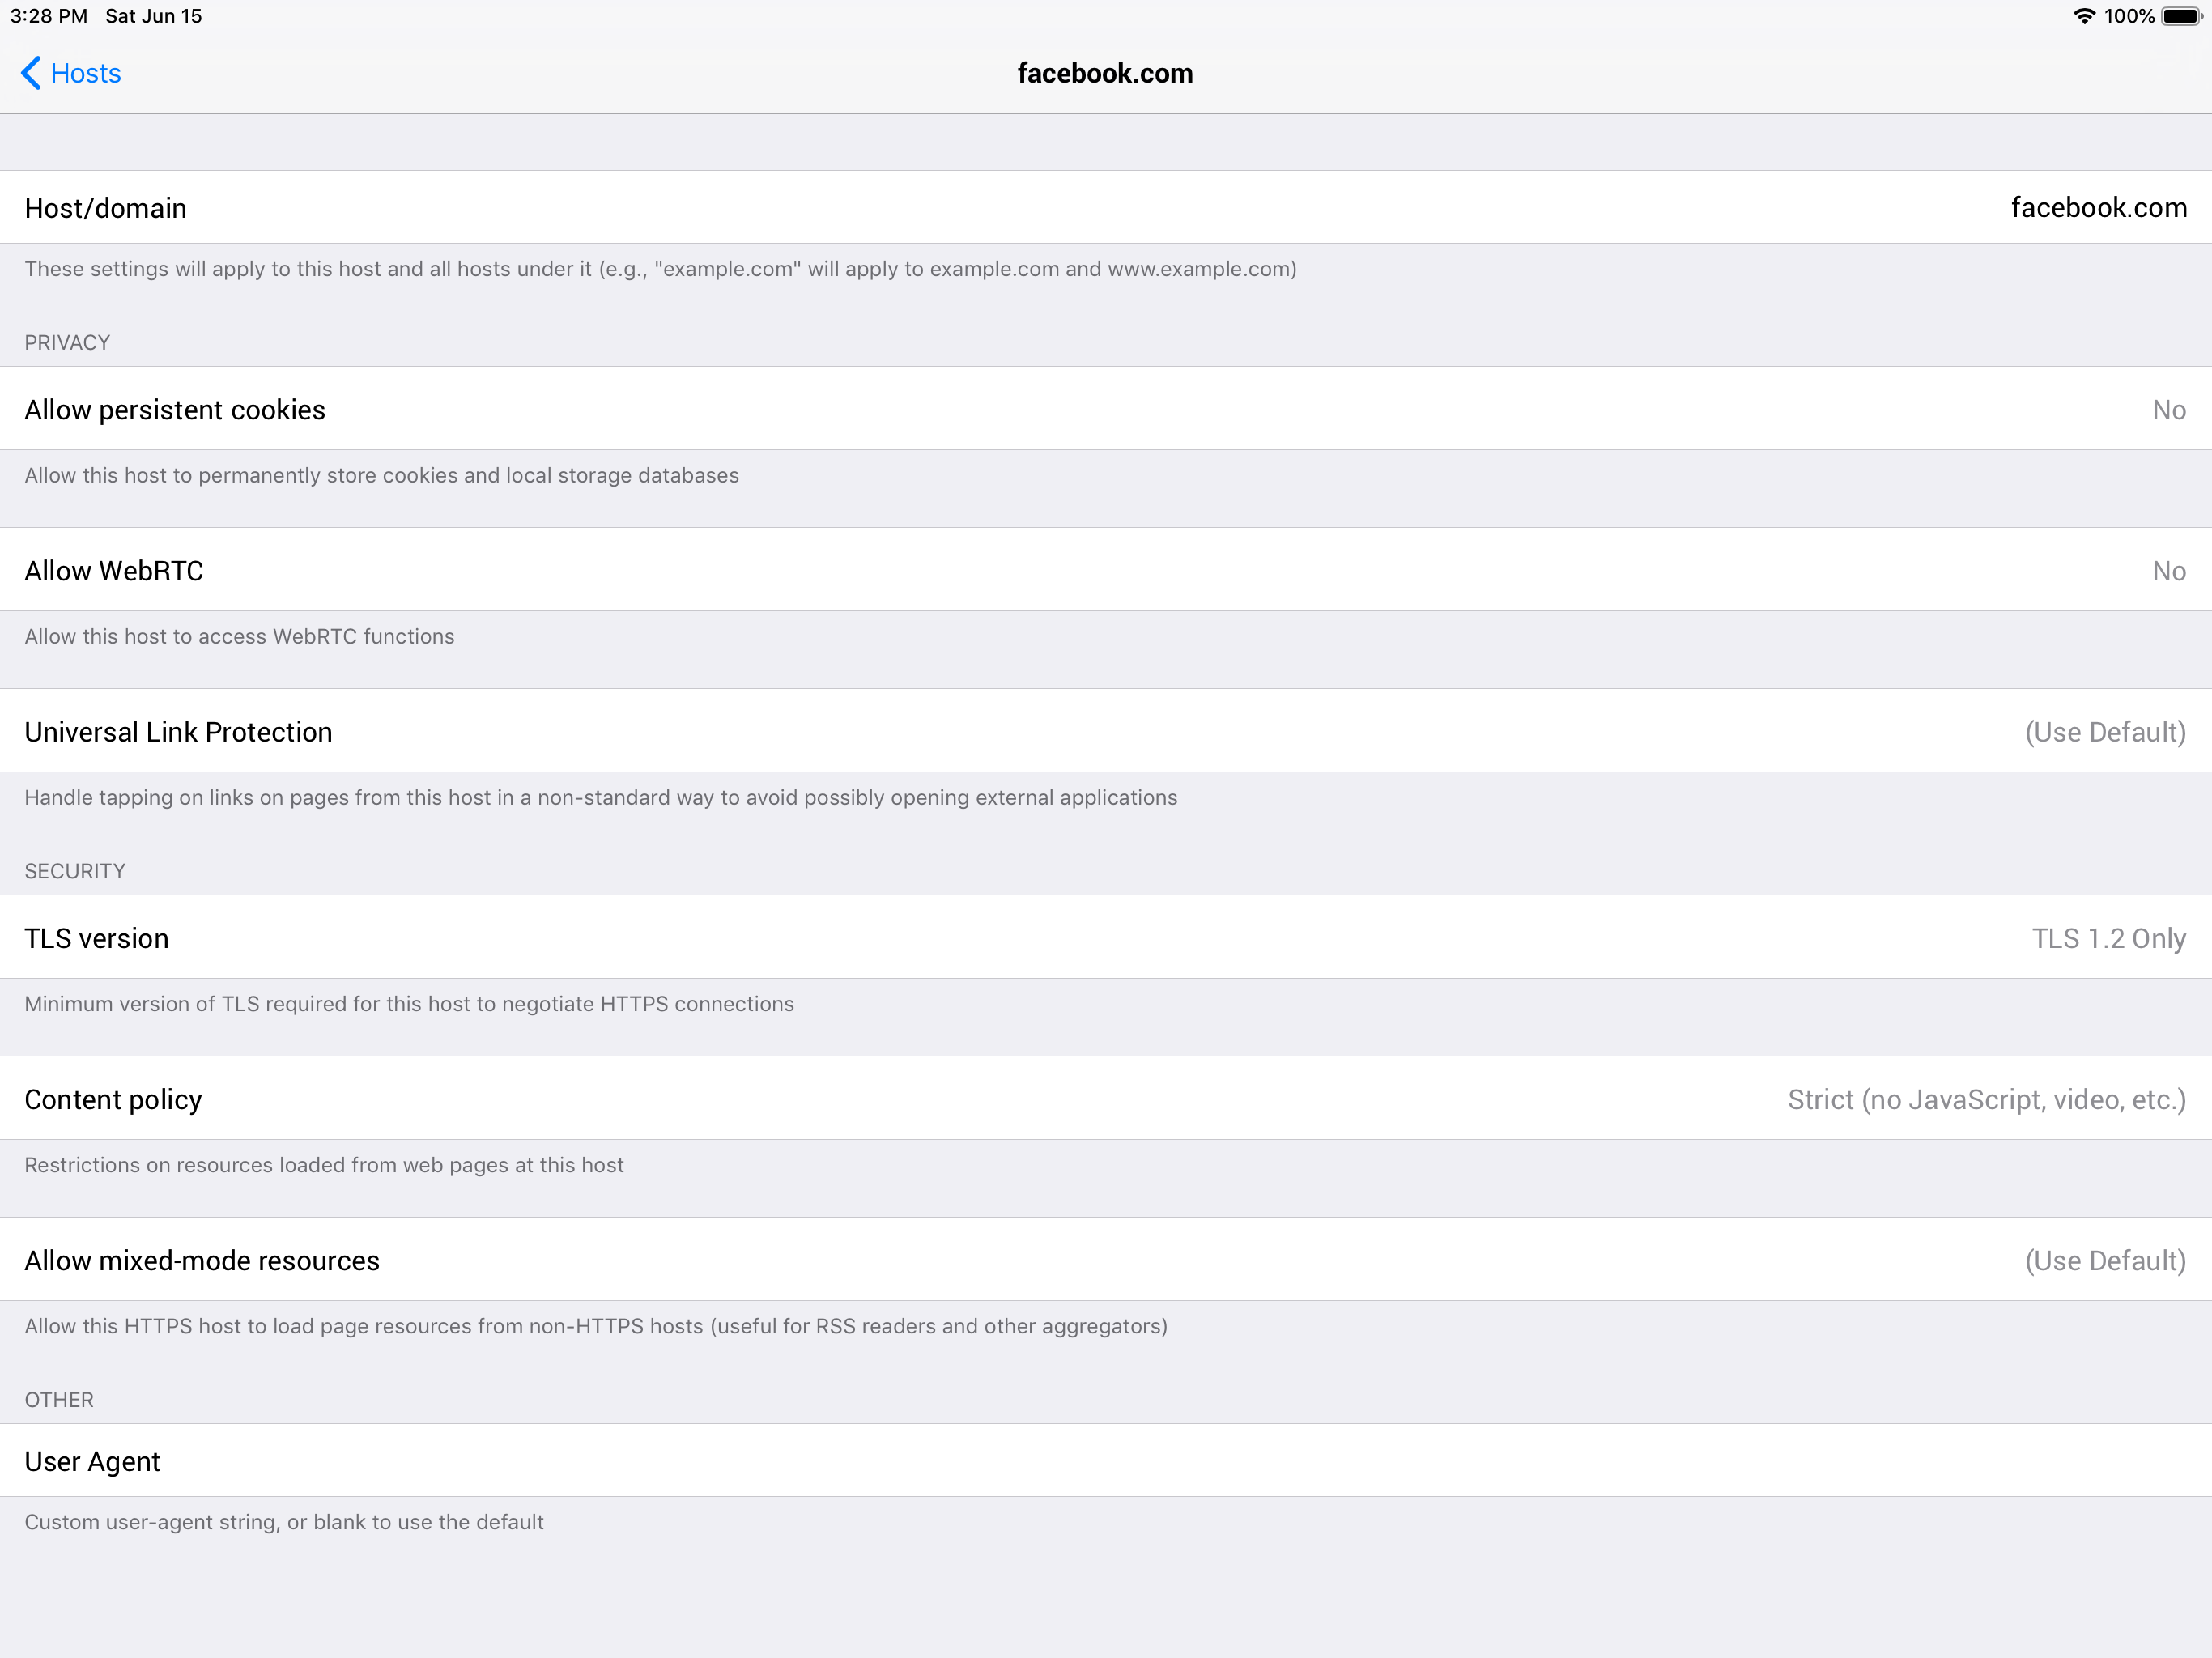 3:28 PM Sat Jun 15 100%
Hosts facebook.com
Host/domain facebook.com
These settings will apply to this host and all hosts under it (e.g., "example.com" will apply to example.com and www.example.com)
PRIVACY
Allow persistent cookies No
Allow this host to permanently store cookies and local storage databases
Allow WebRTC No
Allow this host to access WebRTC functions
Universal Link Protection (Use Default)
Handle tapping on links on pages from this host in a non-standard way to avoid possibly opening external applications
SECURITY
TLS version TLS 1.2 Only
Minimum version of TLS required for this host to negotiate HTTPS connections
Content policy Strict (no JavaScript, video, etc.)
Restrictions on resources loaded from web pages at this host
Allow mixed-mode resources (Use Default)
Allow this HTTPS host to load page resources from non-HTTPS hosts (useful for RSS readers and other aggregators)
OTHER
User Agent
Custom user-agent string, or blank to use the default